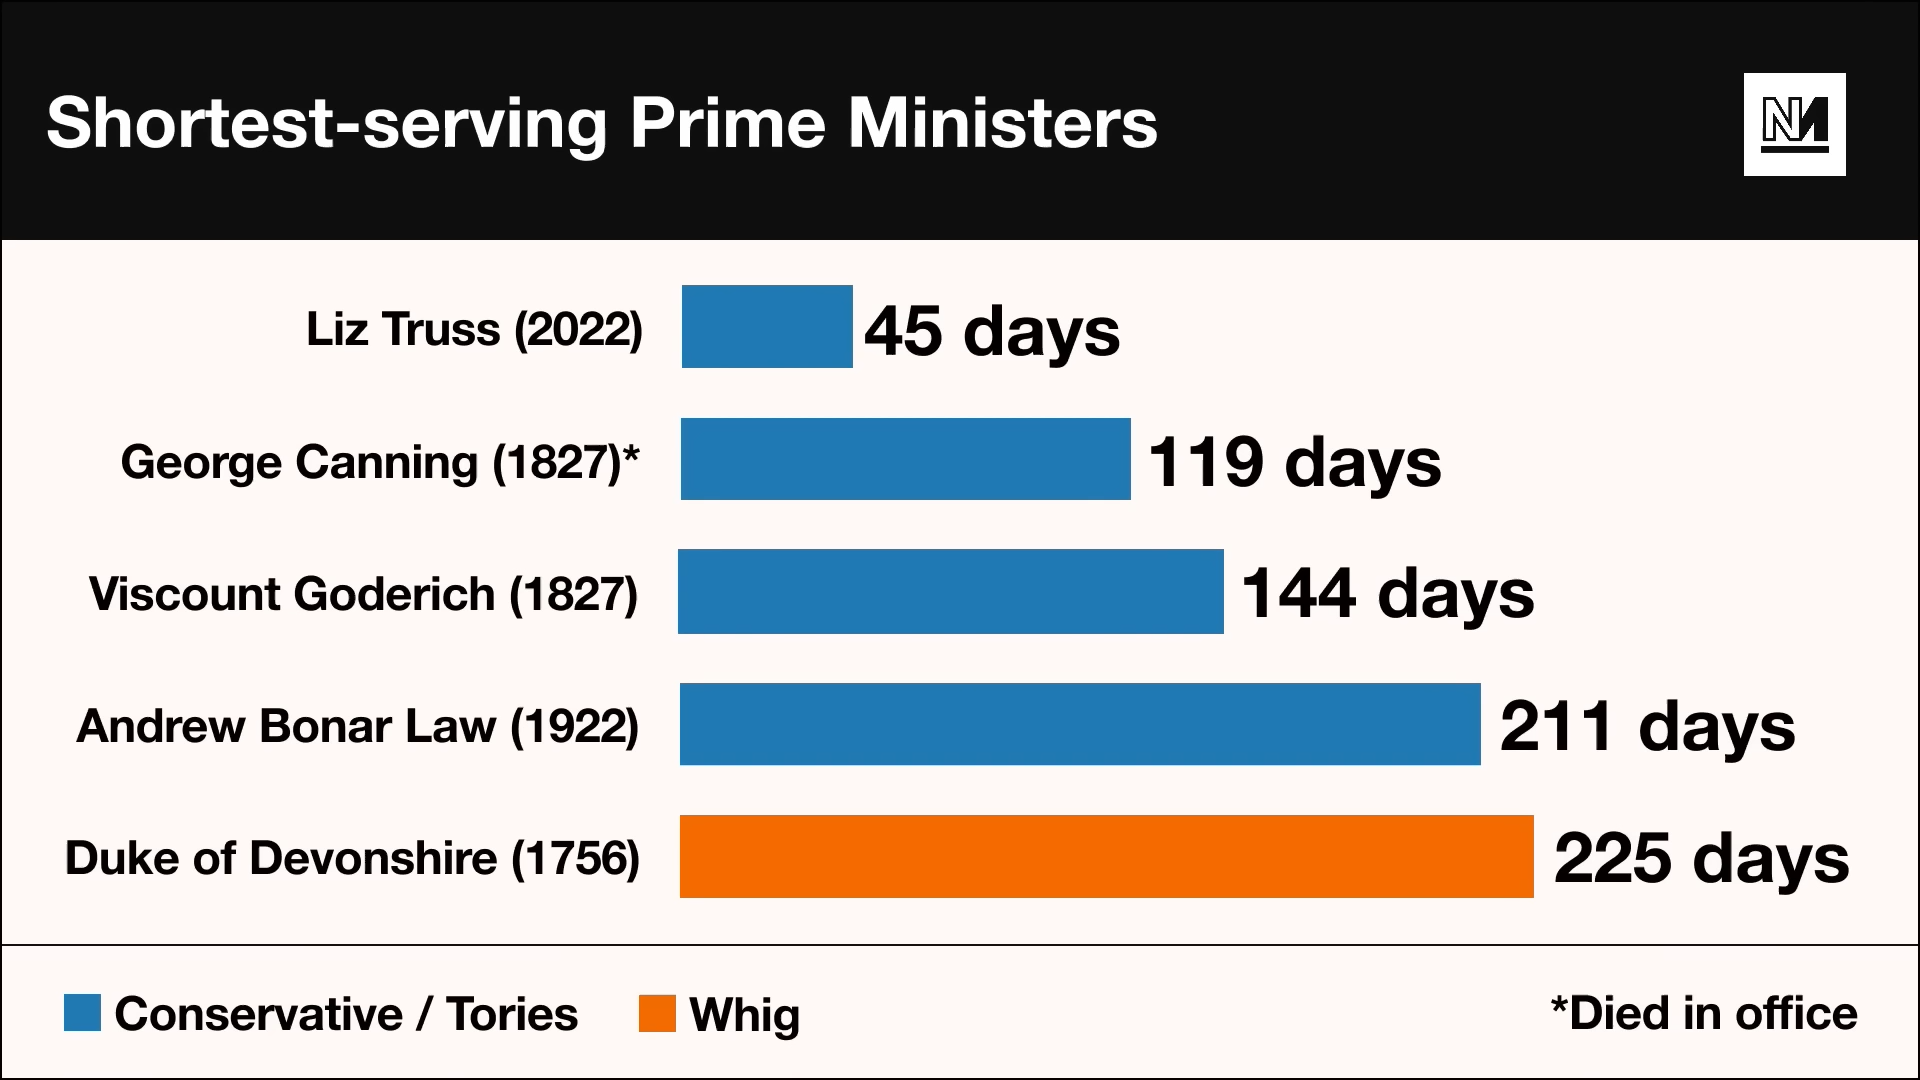 Shortest-serving Prime Ministers
NM
Liz Truss (2022) 45 days
George Canning (1827)* 119 days
Viscount Goderich (1827) 144 days
Andrew Bonar Law (1922) 211 days
Duke of Devonshire (1756) 225 days
Conservative / Tories Whig *Died in office